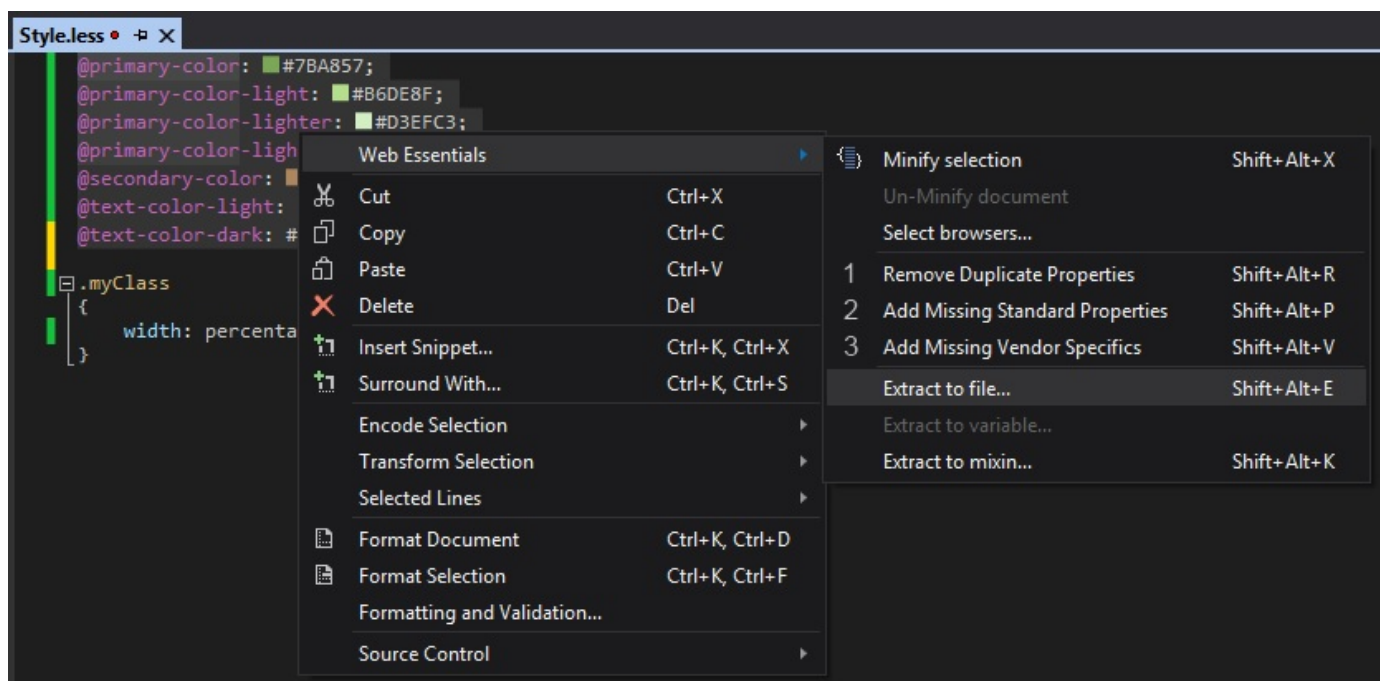 Style.less
@primary-color: #7BA857;
@primary-color-light: #B6DE8F;
@primary-color-lighter: #D3EFC3;
@primary-color-ligh
@secondary-color:
@text-color-light:
@text-color-dark: #
.myClass
{
width: percenta
}
Web Essentials
Cut Ctrl+X
Copy Ctrl+C
Paste Ctrl+V
Delete Del
Insert Snippet... Ctrl+K, Ctrl+X
Surround With... Ctrl+K, Ctrl+S
Encode Selection
Transform Selection
Selected Lines
Format Document Ctrl+K, Ctrl+D
Format Selection Ctrl+K, Ctrl+F
Formatting and Validation...
Source Control
Minify selection Shift+Alt+X
Un-Minify document
Select browsers...
1 Remove Duplicate Properties Shift+Alt+R
2 Add Missing Standard Properties Shift+Alt+P
3 Add Missing Vendor Specifics Shift+Alt+V
Extract to file... Shift+Alt+E
Extract to variable...
Extract to mixin... Shift+Alt+K